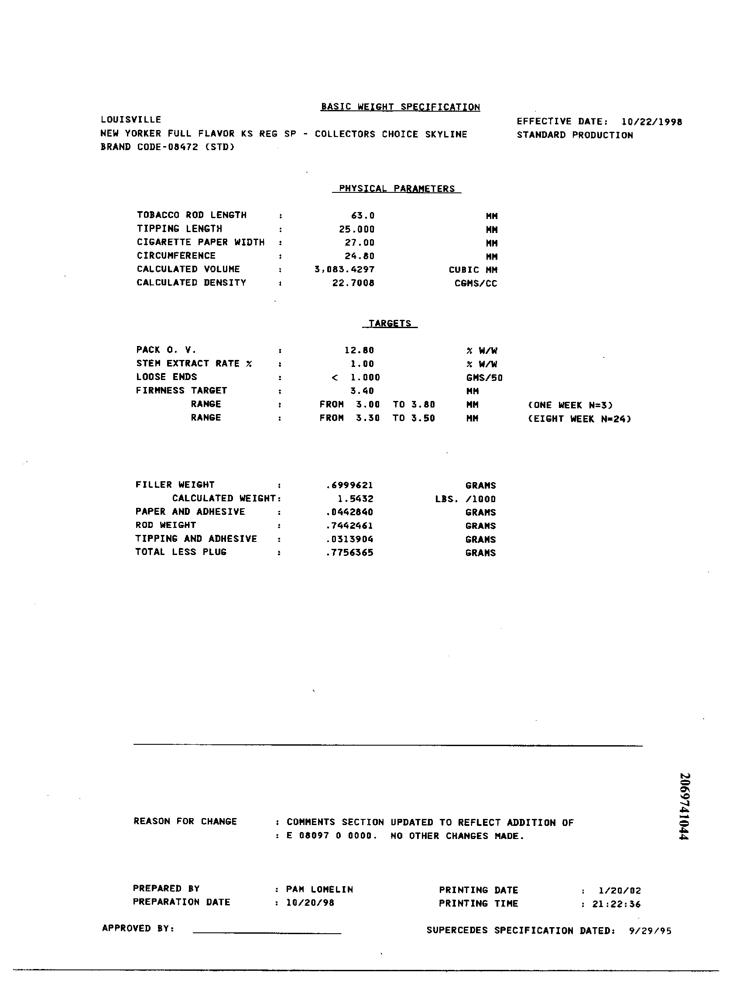 BASIC WEIGHT SPECIFICATION
LOUISVILLE EFFECTIVE DATE: 10/22/1998
NEW YORKER FULL FLAVOR KS REG SP - COLLECTORS CHOICE SKYLINE STANDARD PRODUCTION
BRAND CODE-08472 (STD)
PHYSICAL PARAMETERS
TOBACCO ROD LENGTH : 63.0 MM
TIPPING LENGTH : 25.000 MM
CIGARETTE PAPER WIDTH : 27.00 MM
CIRCUMFERENCE : 24.80 MM
CALCULATED VOLUME : 3,083.4297 CUBIC MM
CALCULATED DENSITY : 22.7008 CGMS/CC
TARGETS
PACK O. V. : 12.80 % W/W
STEM EXTRACT RATE % : 1.00 % W/W
LOOSE ENDS : < 1.000 GMS/50
FIRMNESS TARGET : 3.40 MM
RANGE : FROM 3.00 TO 3.80 MM (ONE WEEK N=3)
RANGE : FROM 3.30 TO 3.50 MM (EIGHT WEEK N=24)
FILLER WEIGHT : .6999621 GRAMS
CALCULATED WEIGHT: 1.5432 LBS. /1000
PAPER AND ADHESIVE : .0442840 GRAMS
ROD WEIGHT : .7442461 GRAMS
TIPPING AND ADHESIVE : .0313904 GRAMS
TOTAL LESS PLUG : .7756365 GRAMS
2069741044
REASON FOR CHANGE : COMMENTS SECTION UPDATED TO REFLECT ADDITION OF
: E 08097 0 0000. NO OTHER CHANGES MADE.
PREPARED BY : PAM LOMELIN PRINTING DATE : 1/20/02
PREPARATION DATE : 10/20/98 PRINTING TIME : 21:22:36
APPROVED BY: SUPERCEDES SPECIFICATION DATED: 9/29/95